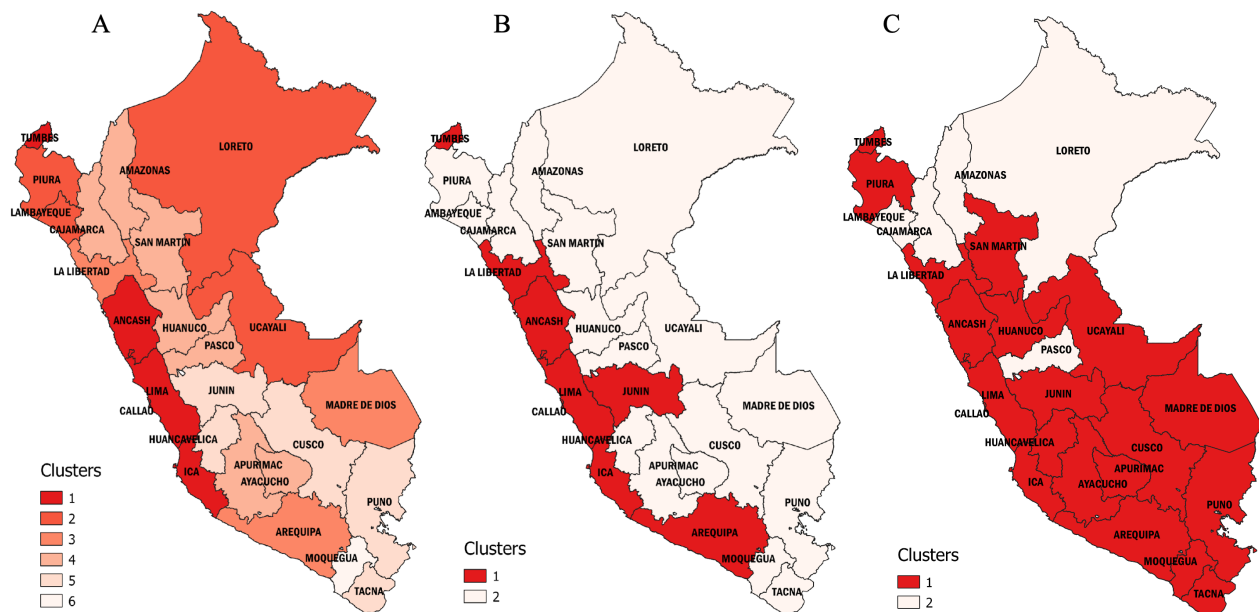 A
TUMBES
LORETO
AMAZONAS
PIURA
LAMBAYEQUE
CAJAMARCA
SAN MARTIN
LA LIBERTAD
ANCASH
HUANUCO
UCAYALI
PASCO
LIMA
JUNIN
CALLAO
MADRE DE DIOS
HUANCAVELICA
CUSCO
ICA
APURIMAC
AYACUCHO
PUNO
AREQUIPA
MOQUEGUA
TACNA
Clusters
1
2
3
4
5
6
B
TUMBES
LORETO
AMAZONAS
PIURA
AMBAYEQUE
CAJAMARCA
SAN MARTIN
LA LIBERTAD
ANCASH
HUANUCO
UCAYALI
PASCO
LIMA
JUNIN
CALLAO
MADRE DE DIOS
HUANCAVELICA
CUSCO
ICA
APURIMAC
AYACUCHO
PUNO
AREQUIPA
MOQUEGUA
TACNA
Clusters
1
2
C
TUMBES
LORETO
AMAZONAS
PIURA
LAMBAYEQUE
CAJAMARCA
SAN MARTIN
LA LIBERTAD
ANCASH
HUANUCO
UCAYALI
PASCO
LIMA
JUNIN
CALLAO
MADRE DE DIOS
HUANCAVELICA
CUSCO
ICA
APURIMAC
AYACUCHO
PUNO
AREQUIPA
MOQUEGUA
TACNA
Clusters
1
2